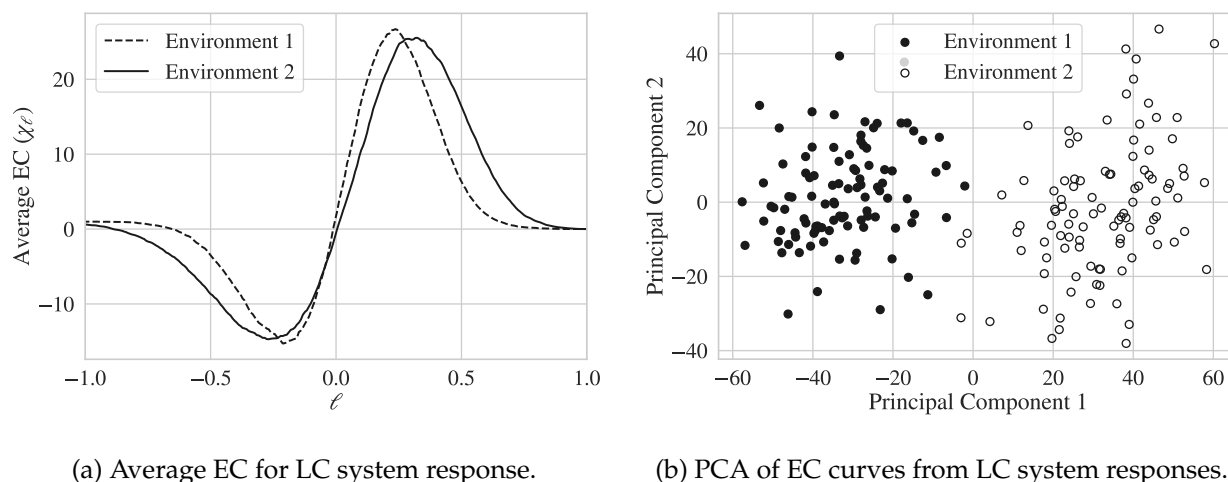 Environment 1
Environment 2
Average EC (χℓ)
20
10
0
−10
−1.0
−0.5
0.0
0.5
1.0
ℓ
(a) Average EC for LC system response.
Environment 1
Environment 2
Principal Component 2
40
20
0
−20
−40
−60
−40
−20
0
20
40
60
Principal Component 1
(b) PCA of EC curves from LC system responses.